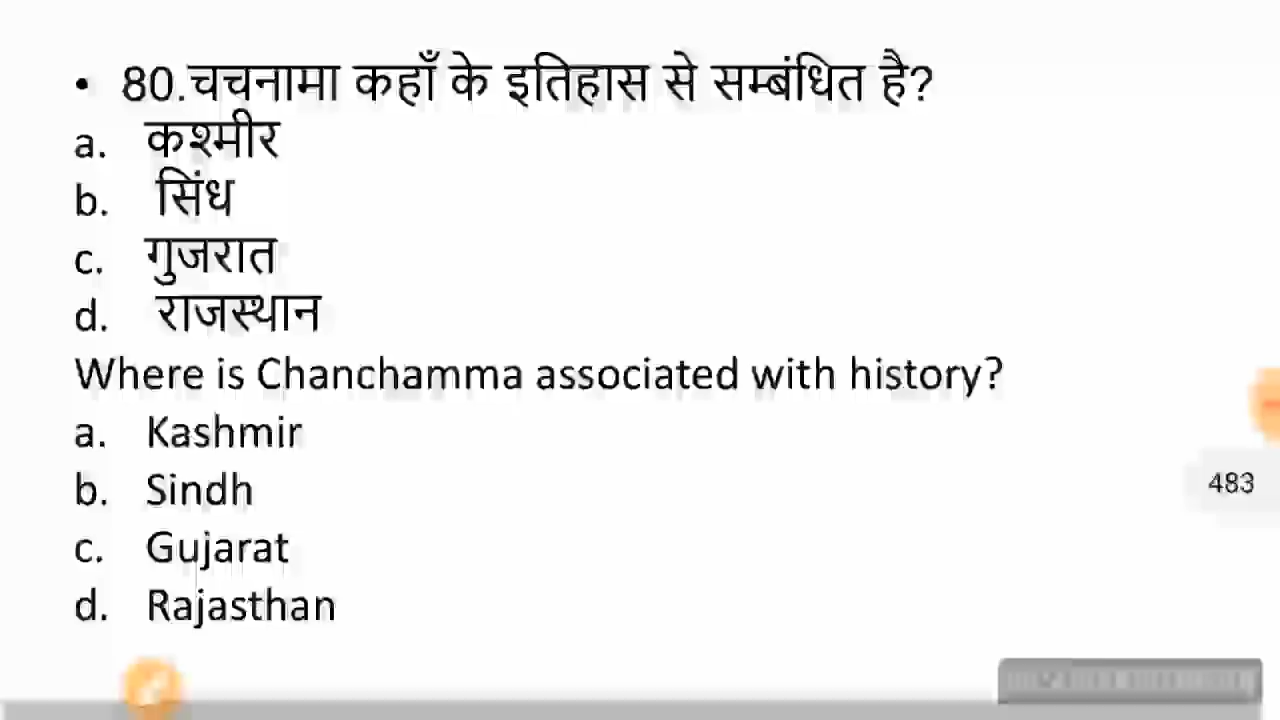 • 80.चचनामा कहाँ के इतिहास से सम्बंधित है?
a. कश्मीर
b. सिंध
c. गुजरात
d. राजस्थान
Where is Chanchamma associated with history?
a. Kashmir
b. Sindh
483
c. Gujarat
d. Rajasthan